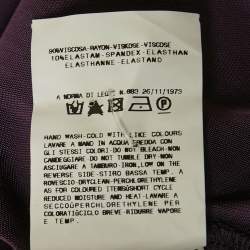 90%VISCOSA-RAYON-VISKOSE-VISCOSE
10%ELASTAM-SPANDEX-ELASTHAN
ELASTHANNE-ELASTAND
A NORMA DI LEGGE N.883 26/11/1973
HAND WASH-COLD WITH LIKE COLOURS
LAVARE A MANO IN ACQUA FREDDA CON
GLI STESSI COLORI-DO NOT BLEACH-NON
CANDEGGIARE-DO NOT TUMBLE DRY-NON
ASCIUGARE A TAMBURO-IRON,LOW ON THE
REVERSE SIDE-STIRO BASSA TEMP. A
ROVESCIO-DRYCLEAN-PERCHLORETHYLENE
AS FOR COLOURED ITEMS&SHORT CYCLE
REDUCED MOISTURE AND HEAT-LAVARE A
SECCO&PERCHLORETHYLENE PER
COLORATI&CICLO BREVE-RIDURRE VAPORE
E TEMP.